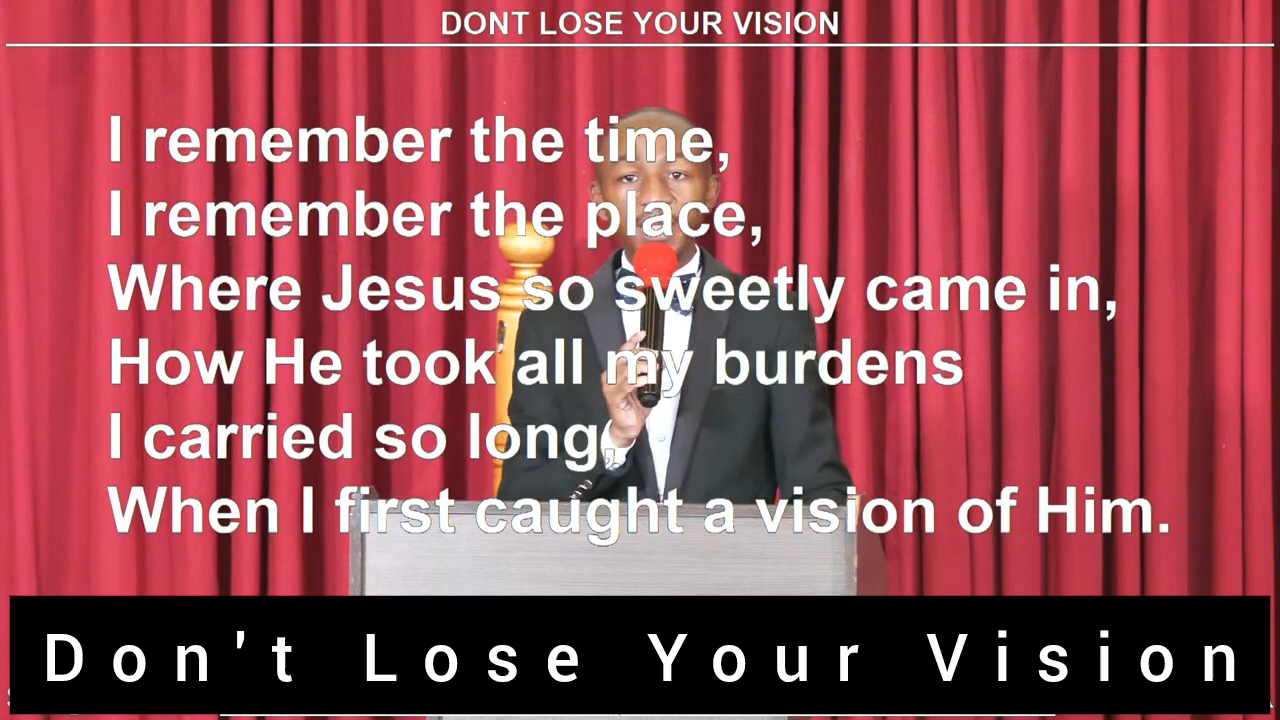 DONT LOSE YOUR VISION
I remember the time,
I remember the place,
Where Jesus so sweetly came in,
How He took all my burdens
I carried so long,
When I first caught a vision of Him.
Don't Lose Your Vision